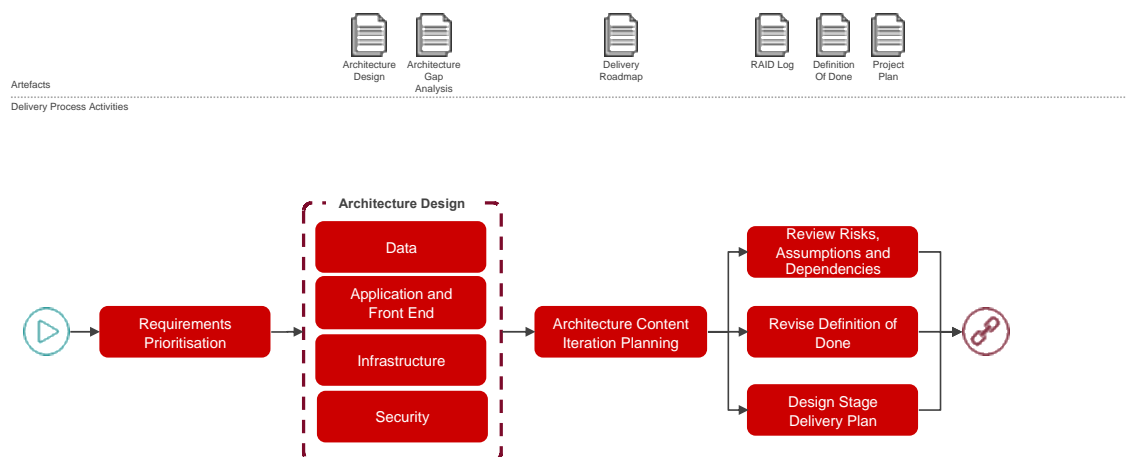 Architecture
Design
Architecture
Gap
Analysis
Delivery
Roadmap
RAID Log
Definition
Of Done
Project
Plan
Artefacts
Delivery Process Activities
Architecture Design
Data
Application and
Front End
Infrastructure
Security
Requirements
Prioritisation
Architecture Content
Iteration Planning
Review Risks,
Assumptions and
Dependencies
Revise Definition of
Done
Design Stage
Delivery Plan